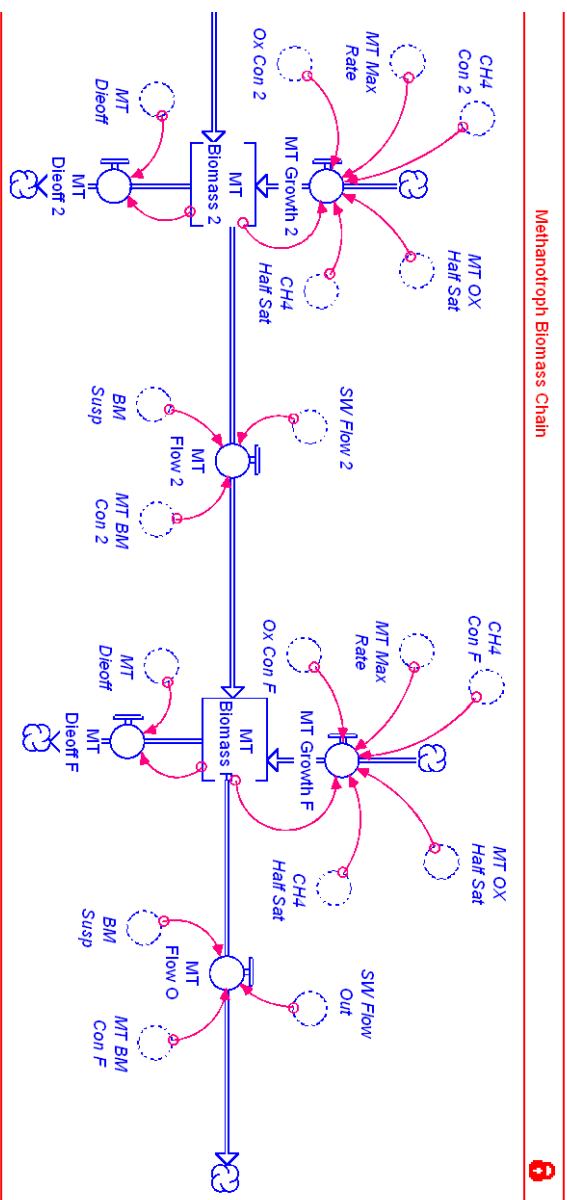 Methanotroph Biomass Chain
CH4
Con 2
MT Max
Rate
Ox Con 2
MT OX
Half Sat
CH4
Half Sat
MT Growth 2
MT
Biomass 2
MT
Dieoff
MT
Dieoff 2
SW Flow 2
MT
Flow 2
BM
Susp
MT BM
Con 2
CH4
Con F
MT Max
Rate
Ox Con F
MT OX
Half Sat
CH4
Half Sat
MT Growth F
MT
Biomass F
MT
Dieoff
MT
Dieoff F
SW Flow
Out
MT
Flow O
BM
Susp
MT BM
Con F